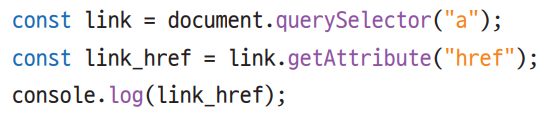 const link = document.querySelector("a");
const link_href = link.getAttribute("href");
console.log(link_href);